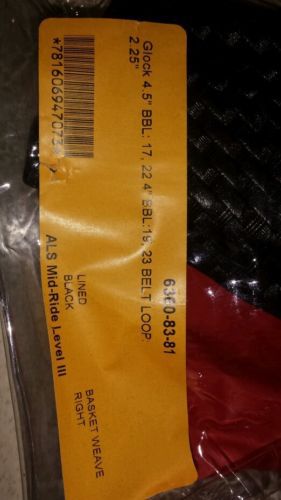 6360-83-81
Glock 4.5" BBL: 17, 22 4" BBL:19, 23 BELT LOOP
2.25"
LINED
BASKET WEAVE
BLACK
RIGHT
*781606947073*
ALS Mid-Ride Level III